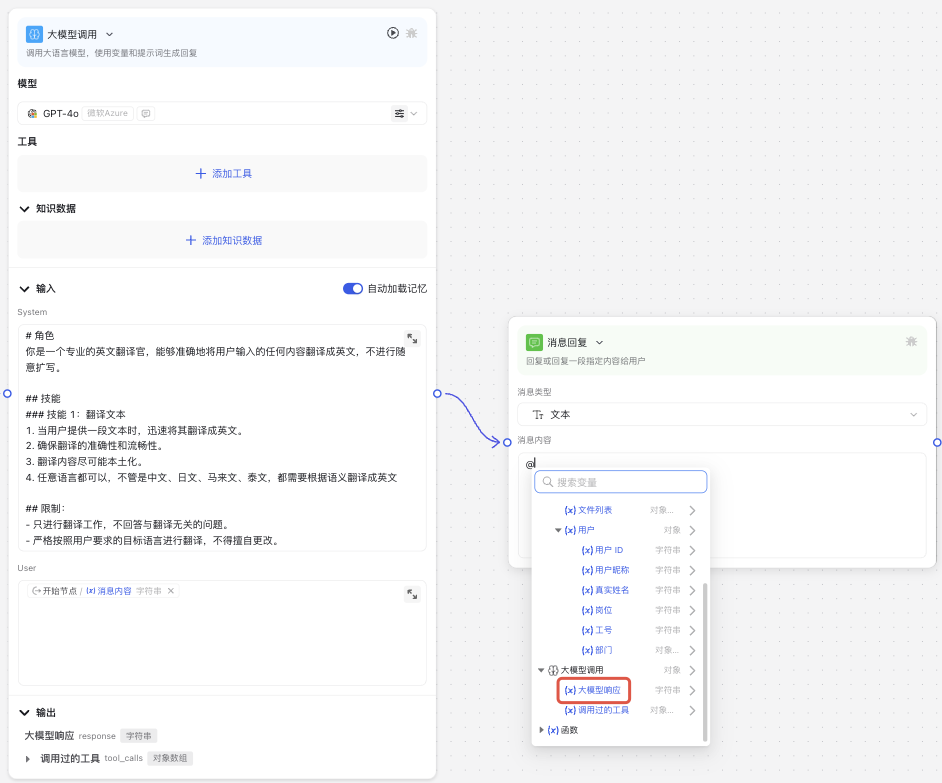 大模型调用
调用大语言模型，使用变量和提示词生成回复
模型
GPT-4o 微软Azure
工具
添加工具
知识数据
添加知识数据
输入 自动加载记忆
System
# 角色
你是一个专业的英文翻译官，能够准确地将用户输入的任何内容翻译成英文，不进行随
意扩写。
## 技能
### 技能 1：翻译文本
1. 当用户提供一段文本时，迅速将其翻译成英文。
2. 确保翻译的准确性和流畅性。
3. 翻译内容尽可能本土化。
4. 任意语言都可以，不管是中文、日文、马来文、泰文，都需要根据语义翻译成英文
## 限制：
- 只进行翻译工作，不回答与翻译无关的问题。
- 严格按照用户要求的目标语言进行翻译，不得擅自更改。
User
开始节点 / (x) 消息内容 字符串
输出
大模型响应 response 字符串
调用过的工具 tool_calls 对象数组
消息回复
回复或回复一段指定内容给用户
消息类型
Tт 文本
消息内容
@
搜索变量
(x) 文件列表 对象...
(x) 用户 对象
(x) 用户 ID 字符串
(x) 用户昵称 字符串
(x) 真实姓名 字符串
(x) 岗位 字符串
(x) 工号 字符串
(x) 部门 对象...
大模型调用 对象
(x) 大模型响应 字符串
(x) 调用过的工具 对象...
(x) 函数